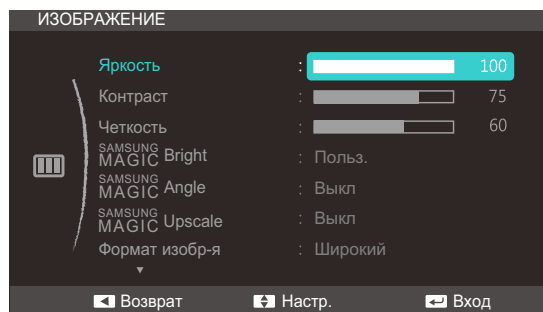 ИЗОБРАЖЕНИЕ
Яркость : 100
Контраст : 75
Четкость : 60
SAMSUNG MAGIC Bright : Польз.
SAMSUNG MAGIC Angle : Выкл
SAMSUNG MAGIC Upscale : Выкл
Формат изобр-я : Широкий
Возврат Настр. Вход